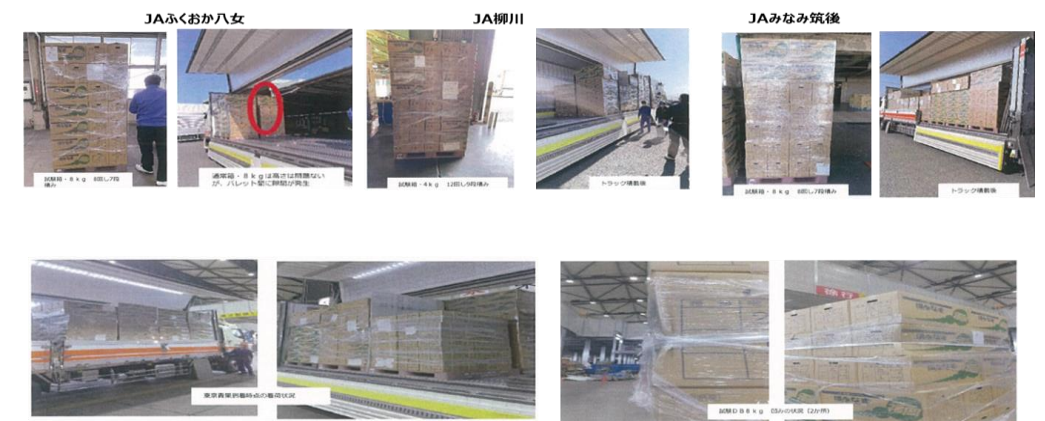 JAふくおか八女
JA柳川
JAみなみ筑後
試験箱・8kg 8回し7段
積み
通常箱・8kgは高さは問題ない
が、パレット間に隙間が発生
試験箱・4kg 12回し9段積み
トラック積載後
試験箱・8kg 8回し7段積み
トラック積載後
東京青果到着時点の着荷状況
試験DB8kg 凹みの状況(2か所)